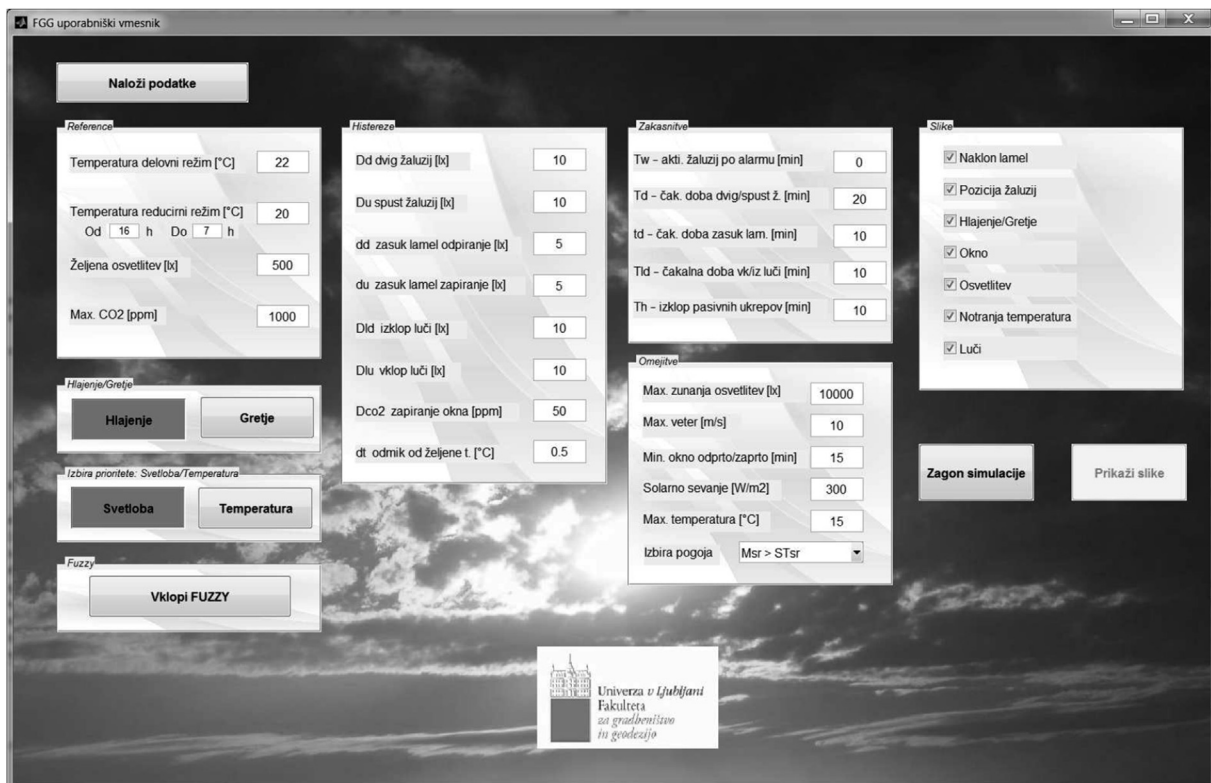 FGG uporabniški vmesnik
Naloži podatke
Reference
Temperatura delovni režim [°C] 22
Temperatura reducirni režim [°C] 20
Od 16 h Do 7 h
Željena osvetlitev [lx] 500
Max. CO2 [ppm] 1000
Hlajenje/Gretje
Hlajenje Gretje
Izbira prioritete: Svetloba/Temperatura
Svetloba Temperatura
Fuzzy
Vklopi FUZZY
Histereze
Dd dvig žaluzij [lx] 10
Du spust žaluzij [lx] 10
dd zasuk lamel odpiranje [lx] 5
du zasuk lamel zapiranje [lx] 5
Dld izklop luči [lx] 10
Dlu vklop luči [lx] 10
Dco2 zapiranje okna [ppm] 50
dt odmik od željene t. [°C] 0.5
Zakasnitve
Tw - akti. žaluzij po alarmu [min] 0
Td - čak. doba dvig/spust ž. [min] 20
td - čak. doba zasuk lam. [min] 10
Tld - čakalna doba vk/iz luči [min] 10
Th - izklop pasivnih ukrepov [min] 10
Omejitve
Max. zunanja osvetlitev [lx] 10000
Max. veter [m/s] 10
Min. okno odprto/zaprto [min] 15
Solarno sevanje [W/m2] 300
Max. temperatura [°C] 15
Izbira pogoja Msr > STsr
Slike
Naklon lamel
Pozicija žaluzij
Hlajenje/Gretje
Okno
Osvetlitev
Notranja temperatura
Luči
Zagon simulacije Prikaži slike
Univerza v Ljubljani
Fakulteta
za gradbeništvo
in geodezijo